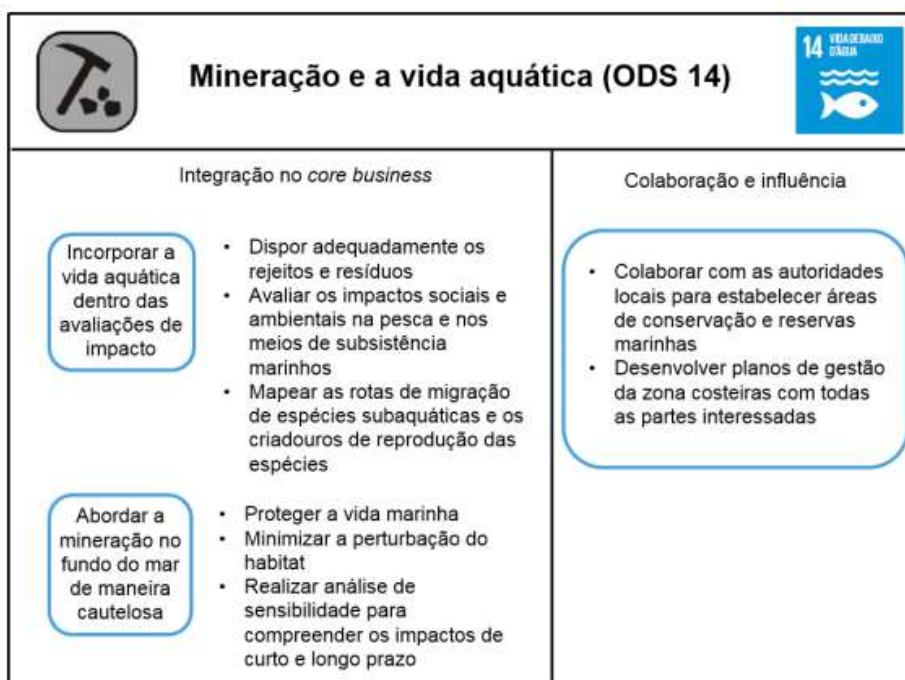 Mineração e a vida aquática (ODS 14)
14 VIDA DEBAIXO
D'ÁGUA
Integração no core business
Incorporar a
vida aquática
dentro das
avaliações de
impacto
• Dispor adequadamente os
rejeitos e resíduos
• Avaliar os impactos sociais e
ambientais na pesca e nos
meios de subsistência
marinhos
• Mapear as rotas de migração
de espécies subaquáticas e os
criadouros de reprodução das
espécies
Abordar a
mineração no
fundo do mar
de maneira
cautelosa
• Proteger a vida marinha
• Minimizar a perturbação do
habitat
• Realizar análise de
sensibilidade para
compreender os impactos de
curto e longo prazo
Colaboração e influência
• Colaborar com as autoridades
locais para estabelecer áreas
de conservação e reservas
marinhas
• Desenvolver planos de gestão
da zona costeiras com todas
as partes interessadas